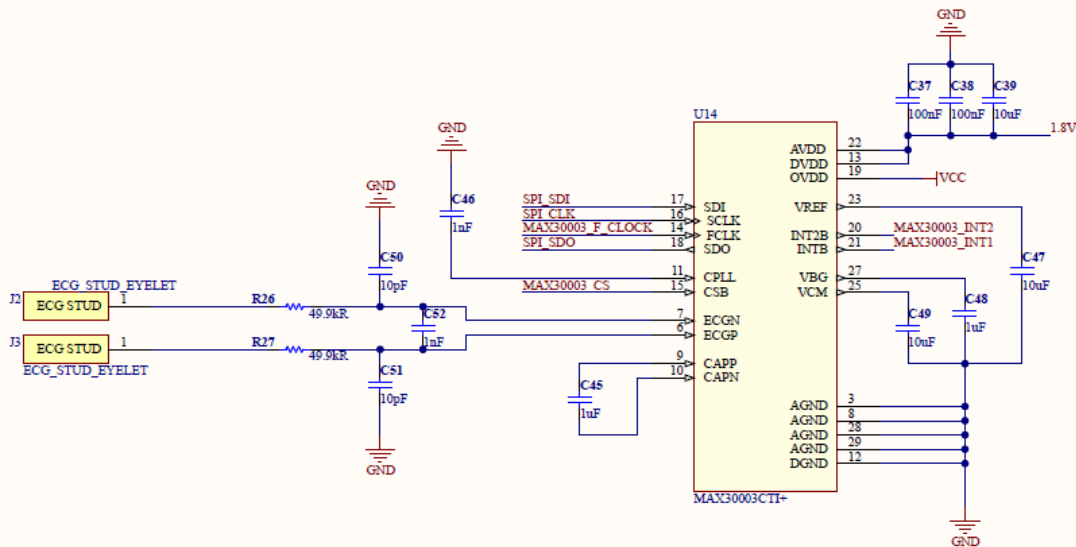 GND
C37
100nF
C38
100nF
C39
10uF
1.8V
U14
AVDD 22
DVDD 13
OVDD 19
VCC
GND
C46
1nF
GND
C50
10pF
SPI_SDI 17 SDI
SPI_CLK 16 SCLK
MAX30003_F_CLOCK 14 FCLK
SPI_SDO 18 SDO
11 CPLL
MAX30003_CS 15 CSB
7 ECGN
6 ECGP
9 CAPP
10 CAPN
VREF 23
INT2B 20 MAX30003_INT2
INTB 21 MAX30003_INT1
VBG 27
VCM 25
C47
10uF
C48
1uF
C49
10uF
ECG_STUD_EYELET
J2 ECG STUD 1
R26
49.9kR
C52
1nF
J3 ECG STUD 1
R27
49.9kR
ECG_STUD_EYELET
C51
10pF
GND
C45
1uF
AGND 3
AGND 8
AGND 28
AGND 29
DGND 12
MAX30003CTI+
GND